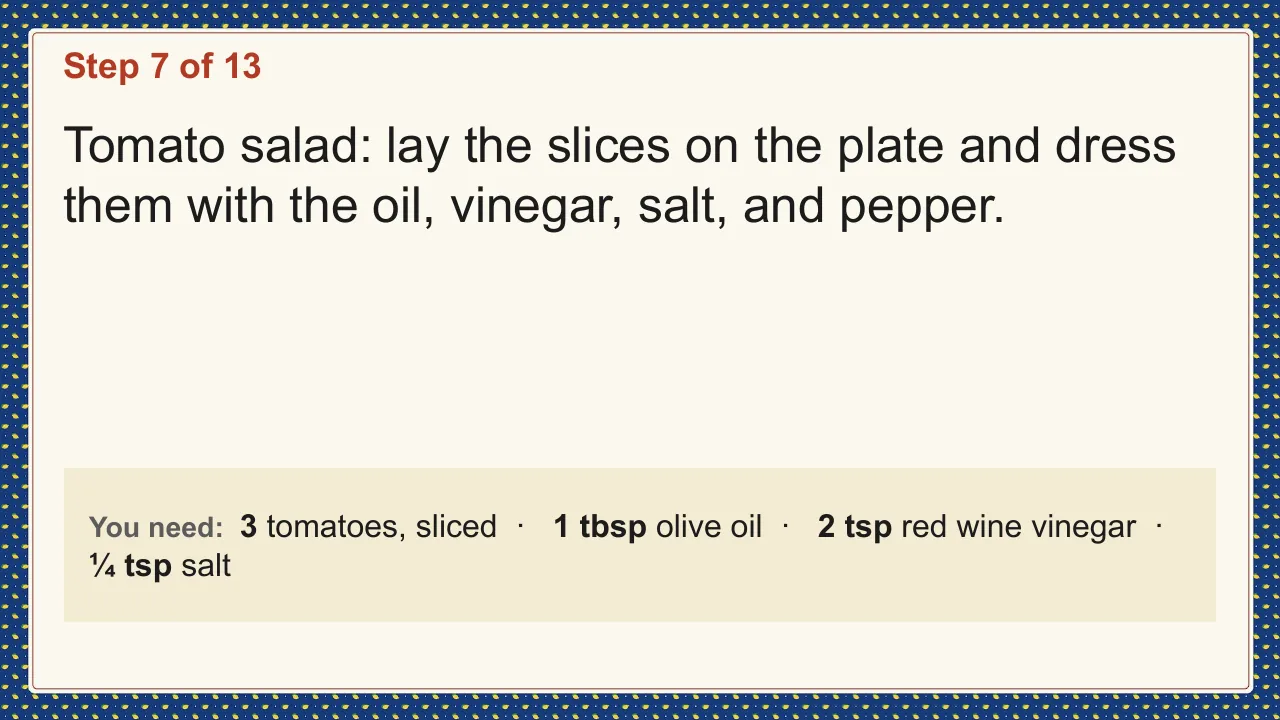 Step 7 of 13
Tomato salad: lay the slices on the plate and dress
them with the oil, vinegar, salt, and pepper.
You need: 3 tomatoes, sliced · 1 tbsp olive oil · 2 tsp red wine vinegar ·
¼ tsp salt